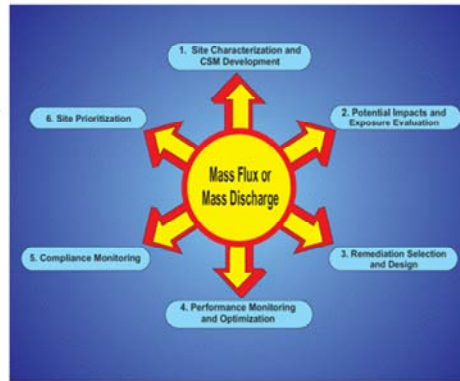 1. Site Characterization and
CSM Development
2. Potential Impacts and
Exposure Evaluation
3. Remediation Selection
and Design
4. Performance Monitoring
and Optimization
5. Compliance Monitoring
6. Site Prioritization
Mass Flux or
Mass Discharge